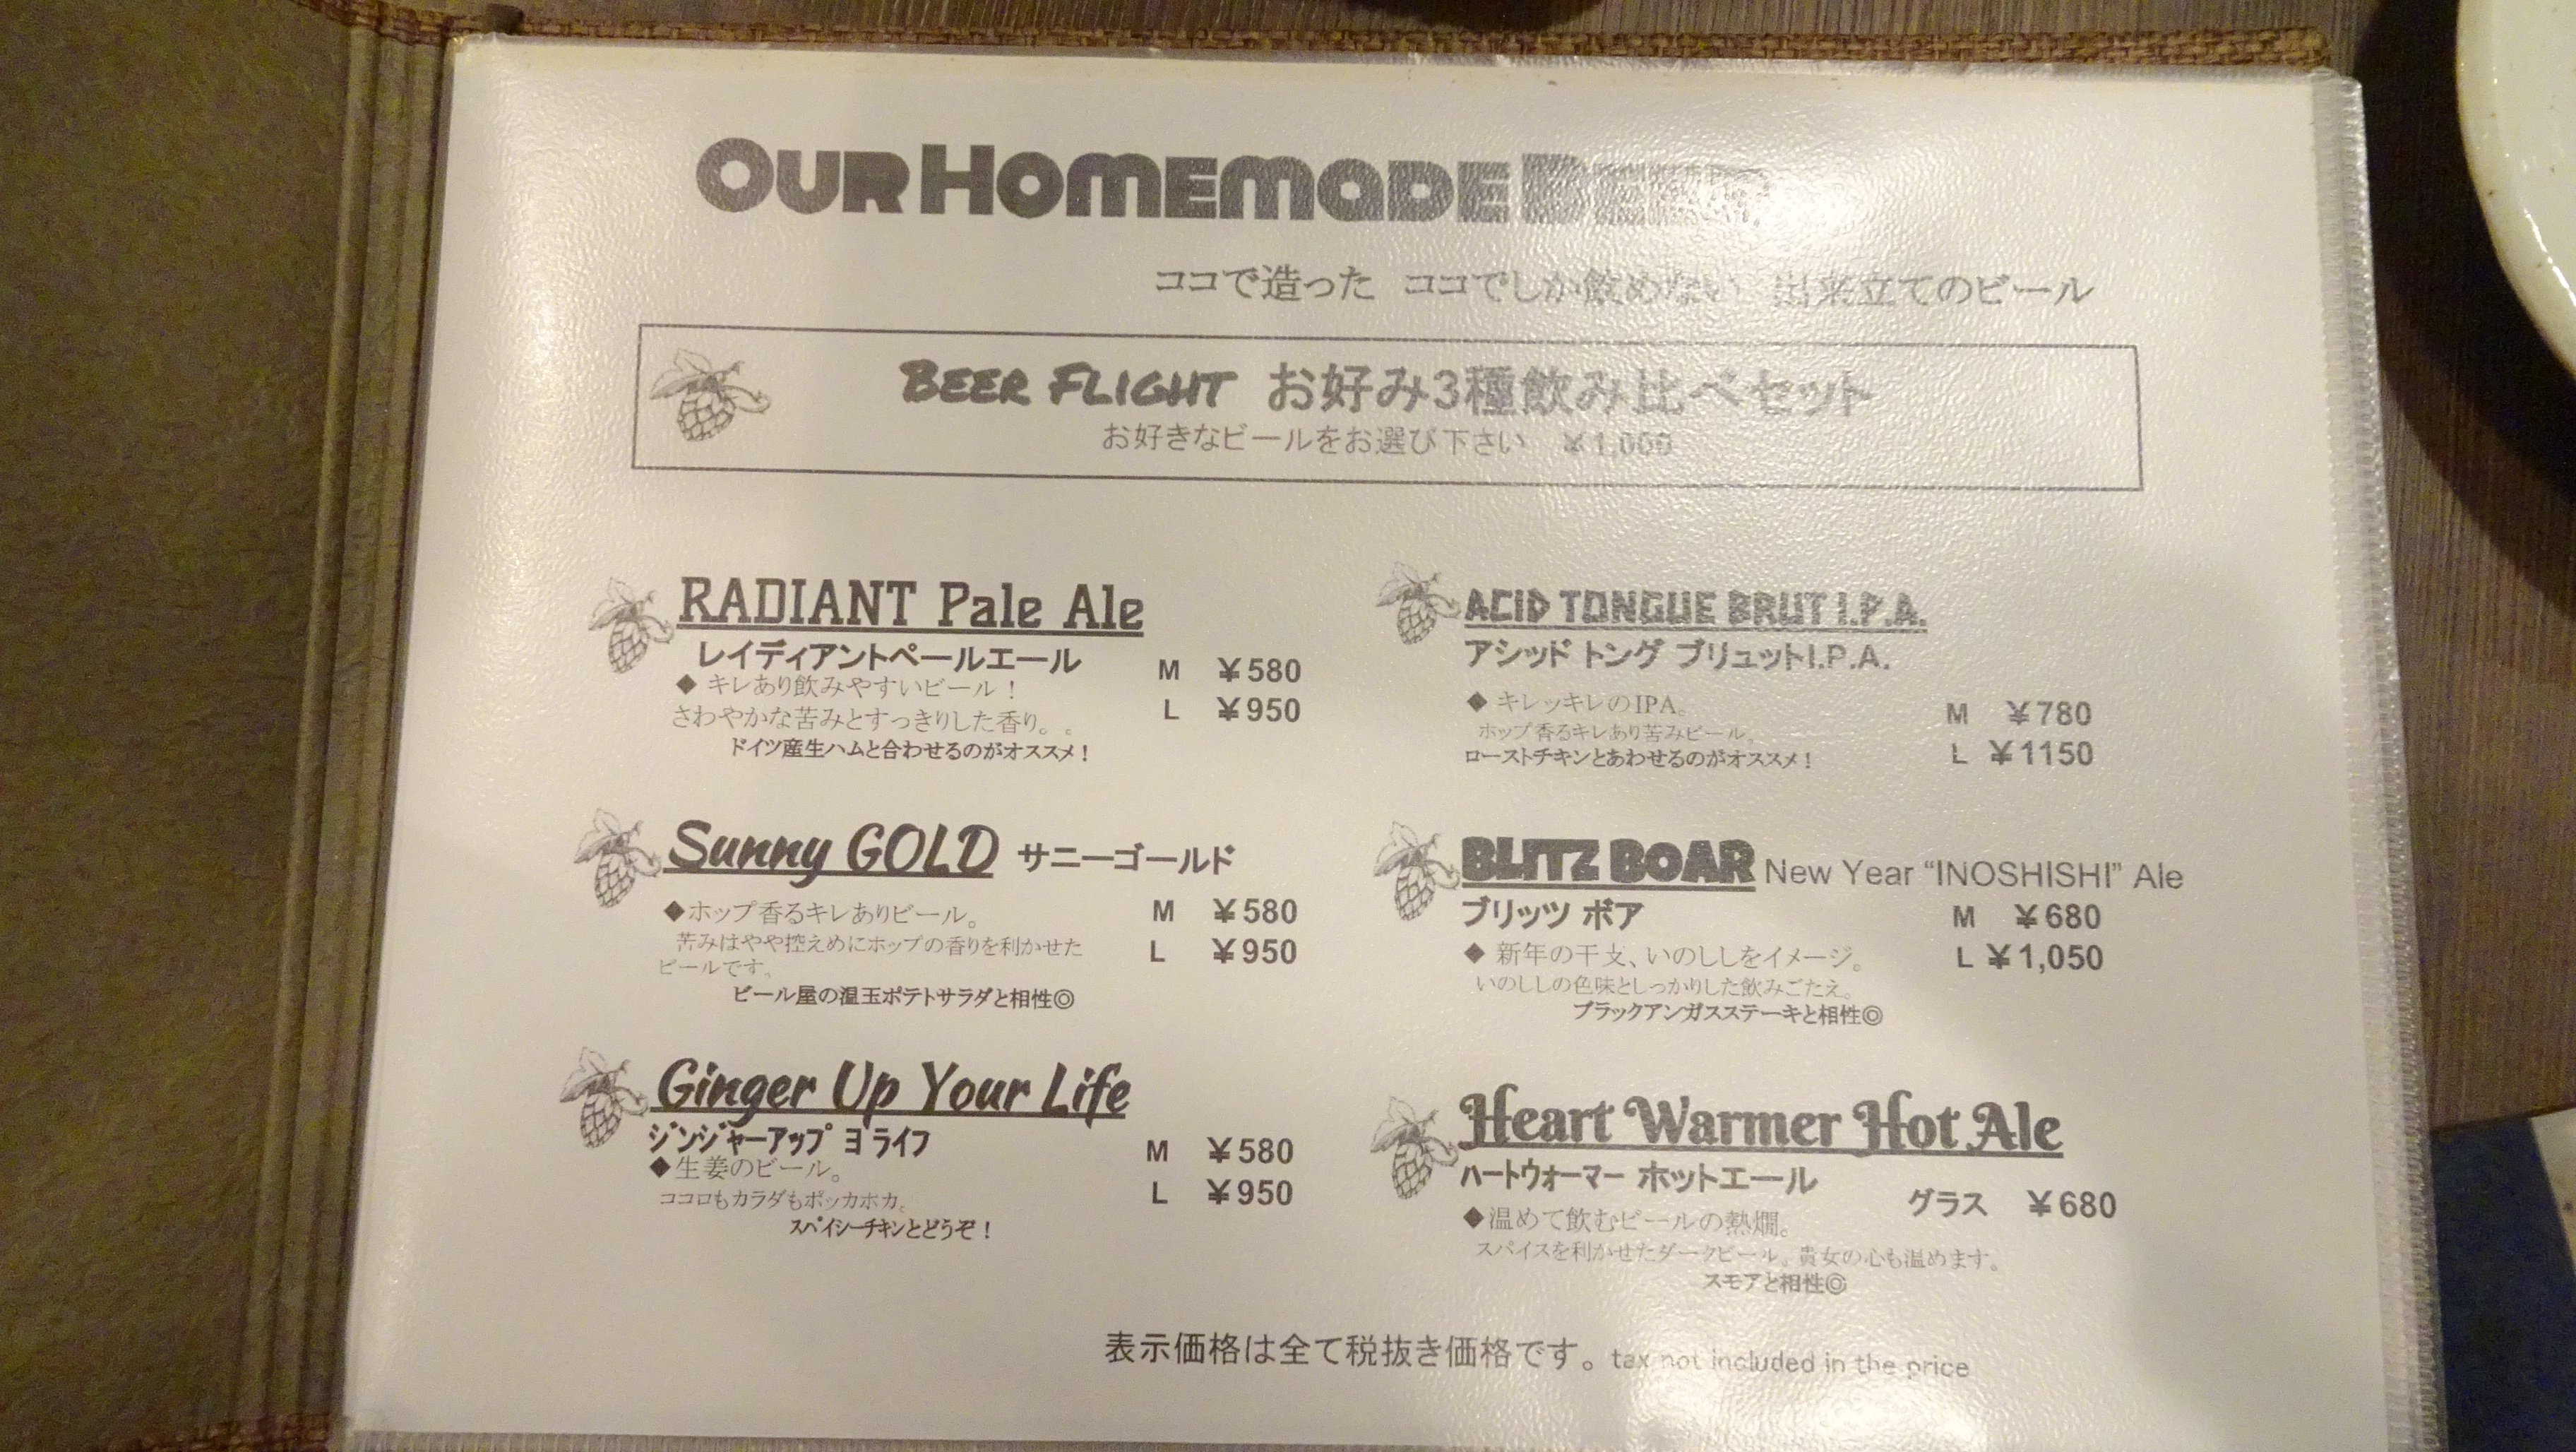 OUR HOMEMADE BEER
ココで造った ココでしか飲めない 出来立てのビール
BEER FLIGHT お好み3種飲み比べセット
お好きなビールをお選び下さい ￥1,000
RADIANT Pale Ale
レイディアントペールエール
◆ キレあり飲みやすいビール！
さわやかな苦みとすっきりした香り。。
ドイツ産生ハムと合わせるのがオススメ！
M ￥580
L ￥950
Sunny GOLD サニーゴールド
◆ホップ香るキレありビール。
苦みはやや控えめにホップの香りを利かせた
ビールです。
ビール屋の温玉ポテトサラダと相性◎
M ￥580
L ￥950
Ginger Up Your Life
ジンジャーアップ ヨ ライフ
◆生姜のビール。
ココロもカラダもポッカポカ。
スパイシーチキンとどうぞ！
M ￥580
L ￥950
ACID TONGUE BRUT I.P.A.
アシッド トング ブリュットI.P.A.
◆ キレッキレのIPA。
ホップ香るキレあり苦みビール。
ローストチキンとあわせるのがオススメ！
M ￥780
L ￥1150
BLITZ BOAR New Year “INOSHISHI” Ale
ブリッツ ボア
◆ 新年の干支、いのししをイメージ。
いのししの色味としっかりした飲みごたえ。
ブラックアンガスステーキと相性◎
M ￥680
L ￥1,050
Heart Warmer Hot Ale
ハートウォーマー ホットエール
◆温めて飲むビールの熱燗。
スパイスを利かせたダークビール。貴女の心も温めます。
スモアと相性◎
グラス ￥680
表示価格は全て税抜き価格です。tax not included in the price